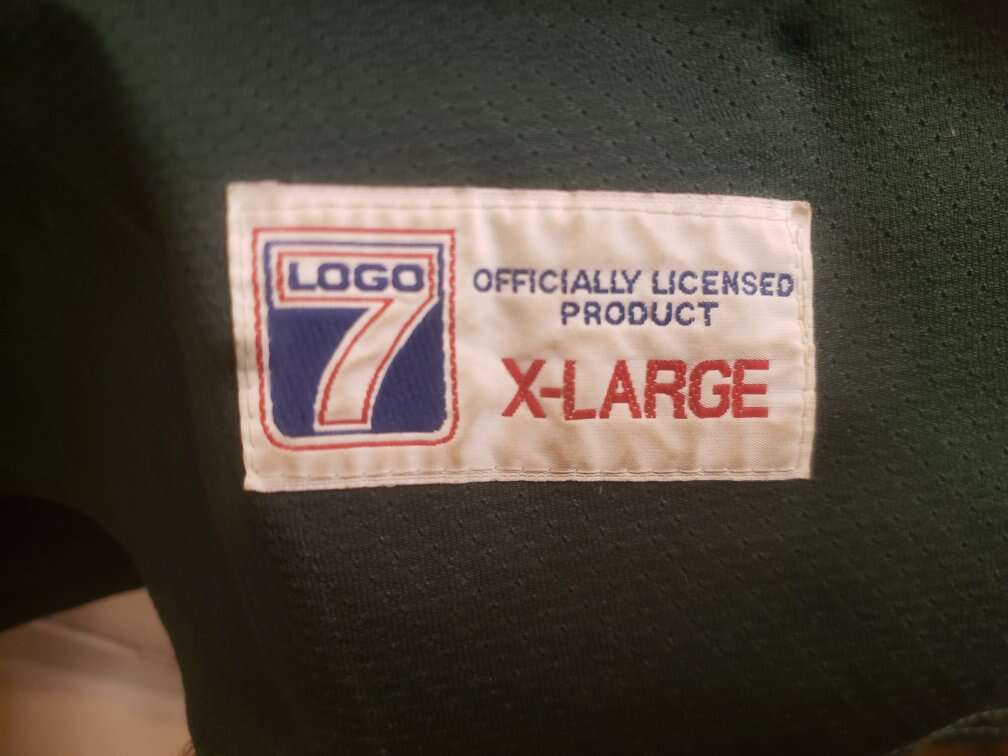 LOGO
7
OFFICIALLY LICENSED
PRODUCT
X-LARGE